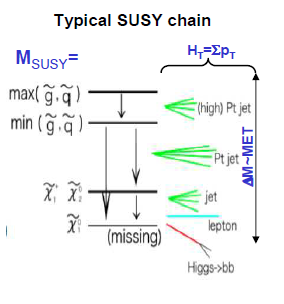 Typical SUSY chain
M_SUSY= H_T=Σp_T
max( g̃, q̃ )
(high) Pt jet
min ( g̃, q̃ )
Pt jet
ΔM~MET
χ̃₁⁺ χ̃₂⁰ jet
lepton
χ̃₁⁰ (missing)
Higgs->bb